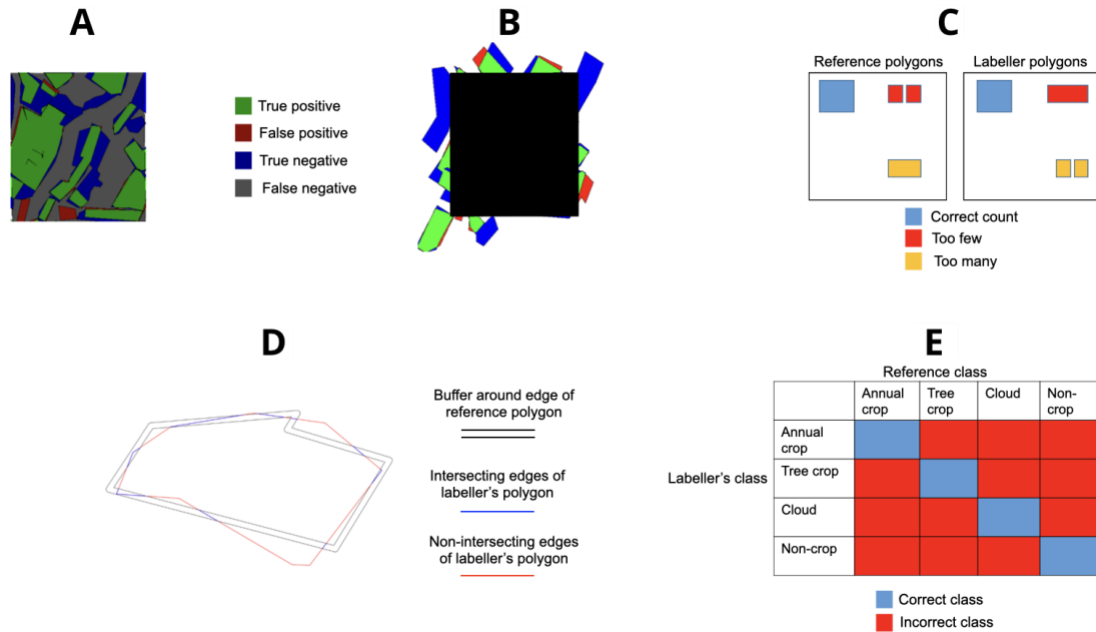 A
True positive
False positive
True negative
False negative
B
C
Reference polygons
Labeller polygons
Correct count
Too few
Too many
D
Buffer around edge of
reference polygon
Intersecting edges of
labeller's polygon
Non-intersecting edges
of labeller's polygon
E
Reference class
Annual
crop
Tree
crop
Cloud
Non-
crop
Labeller's class
Annual
crop
Tree crop
Cloud
Non-crop
Correct class
Incorrect class